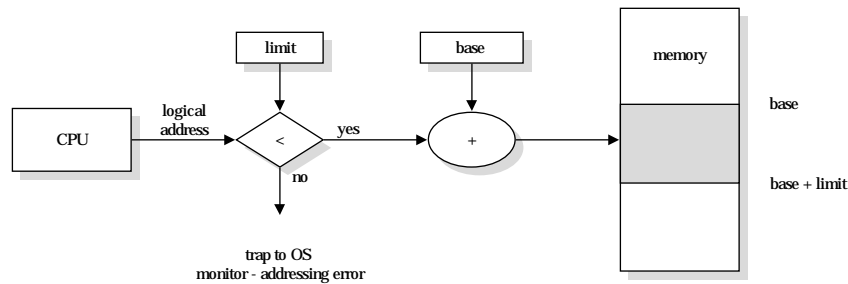 limit
base
memory
logical
address
CPU
<
yes
+
no
base
base + limit
trap to OS
monitor - addressing error